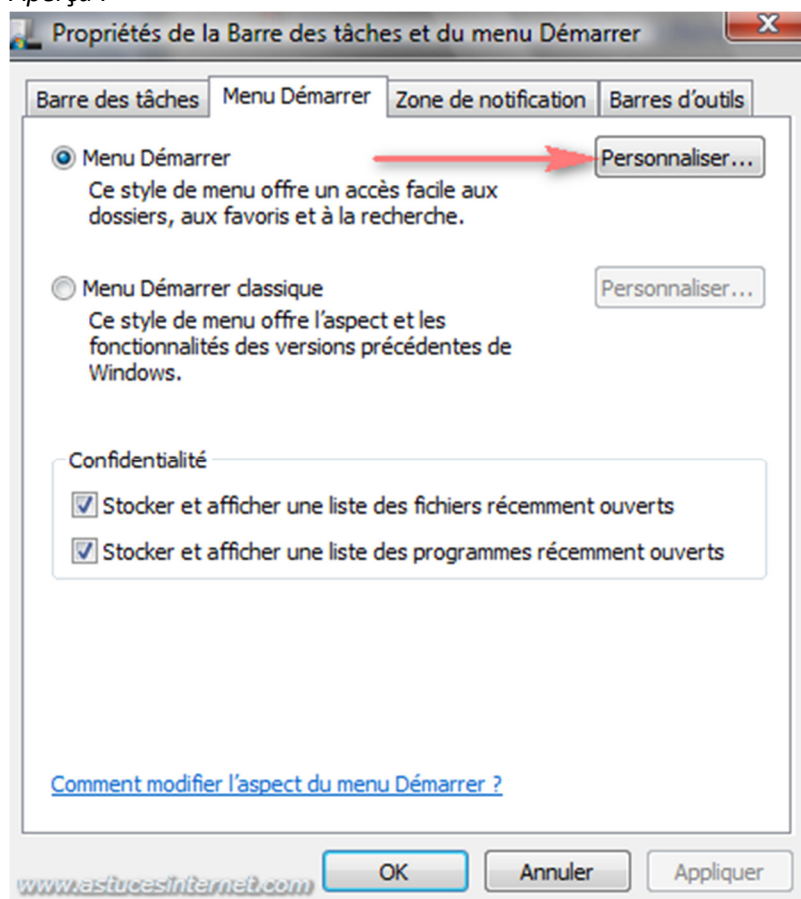 Aperçu :
Propriétés de la Barre des tâches et du menu Démarrer
Barre des tâches Menu Démarrer Zone de notification Barres d'outils
Menu Démarrer Personnaliser...
Ce style de menu offre un accès facile aux
dossiers, aux favoris et à la recherche.
Menu Démarrer classique Personnaliser...
Ce style de menu offre l'aspect et les
fonctionnalités des versions précédentes de
Windows.
Confidentialité
Stocker et afficher une liste des fichiers récemment ouverts
Stocker et afficher une liste des programmes récemment ouverts
Comment modifier l'aspect du menu Démarrer ?
www.astucesinternet.com OK Annuler Appliquer